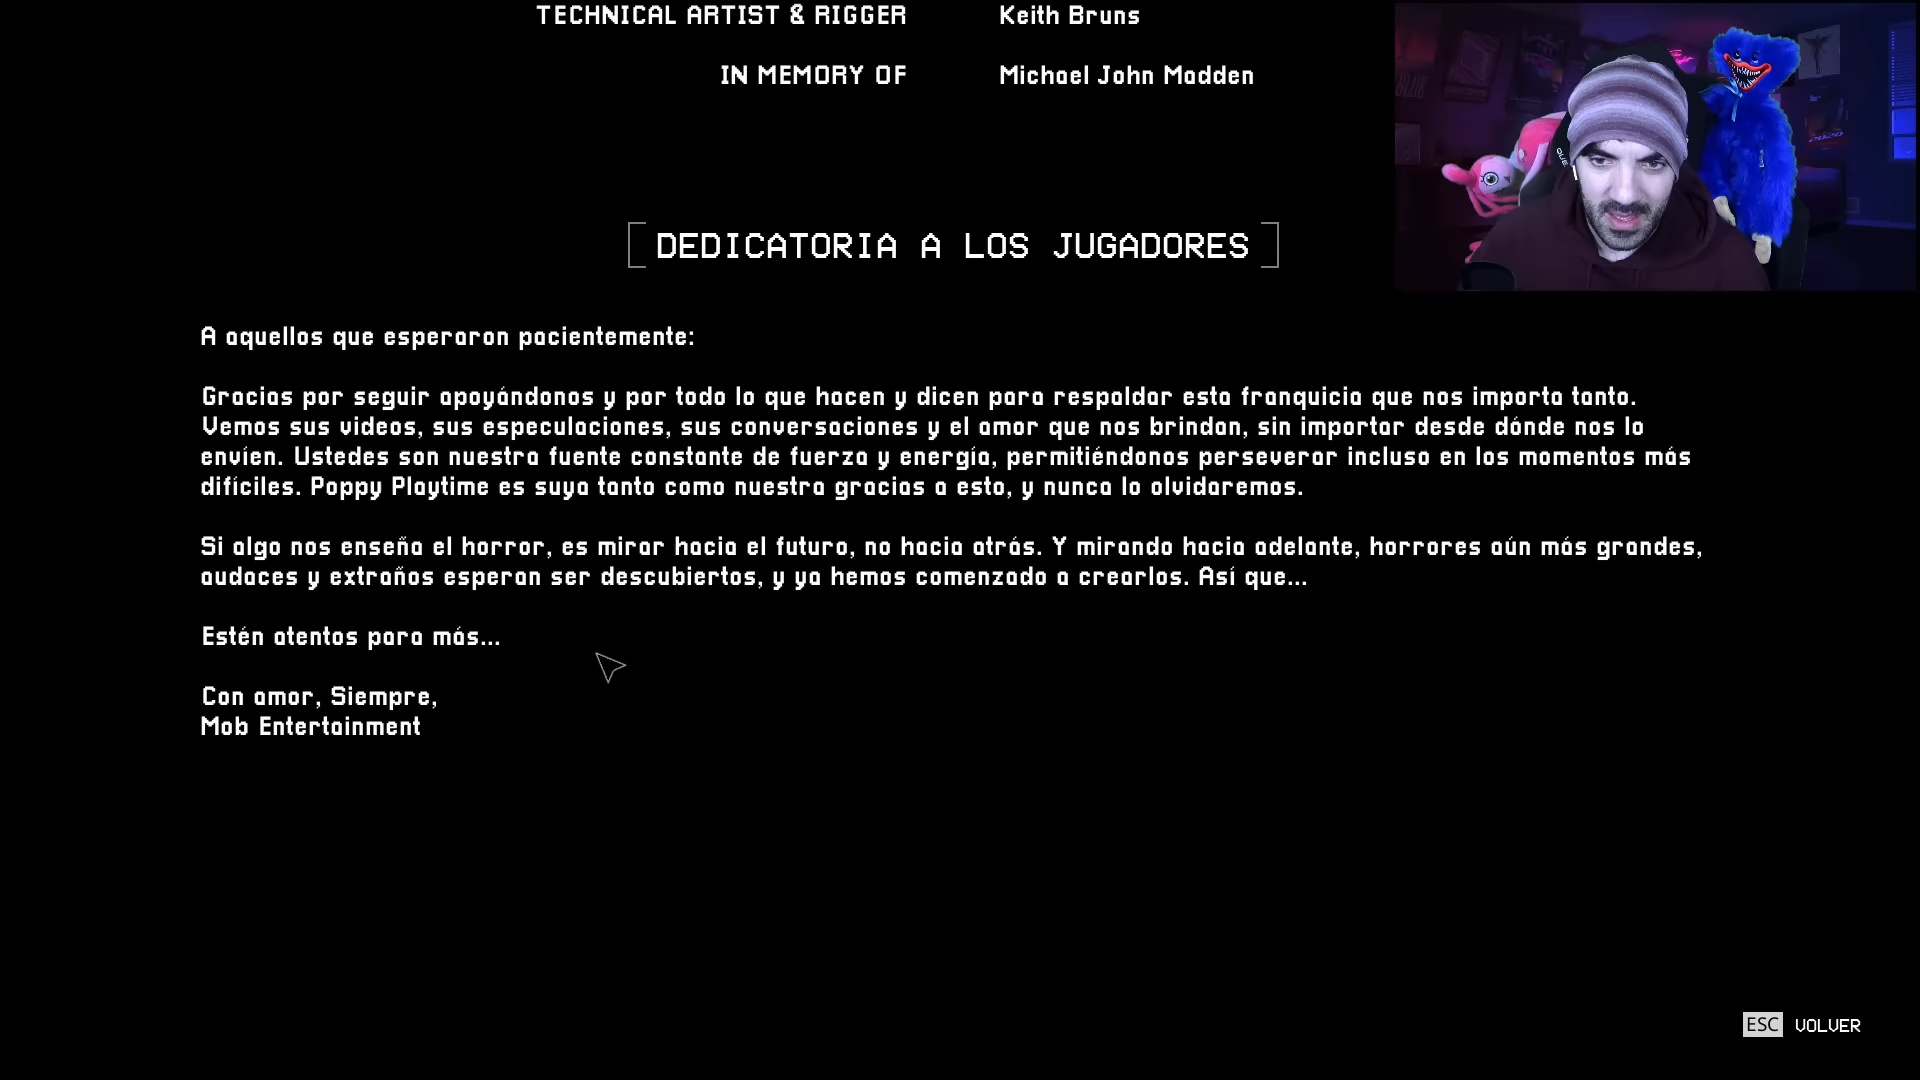 TECHNICAL ARTIST & RIGGER Keith Bruns
IN MEMORY OF Michael John Madden
DEDICATORIA A LOS JUGADORES
A aquellos que esperaron pacientemente:
Gracias por seguir apoyándonos y por todo lo que hacen y dicen para respaldar esta franquicia que nos importa tanto.
Vemos sus videos, sus especulaciones, sus conversaciones y el amor que nos brindan, sin importar desde dónde nos lo
envíen. Ustedes son nuestra fuente constante de fuerza y energía, permitiéndonos perseverar incluso en los momentos más
difíciles. Poppy Playtime es suya tanto como nuestra gracias a esto, y nunca lo olvidaremos.
Si algo nos enseña el horror, es mirar hacia el futuro, no hacia atrás. Y mirando hacia adelante, horrores aún más grandes,
audaces y extraños esperan ser descubiertos, y ya hemos comenzado a crearlos. Así que...
Estén atentos para más...
Con amor, Siempre,
Mob Entertainment
ESC VOLVER